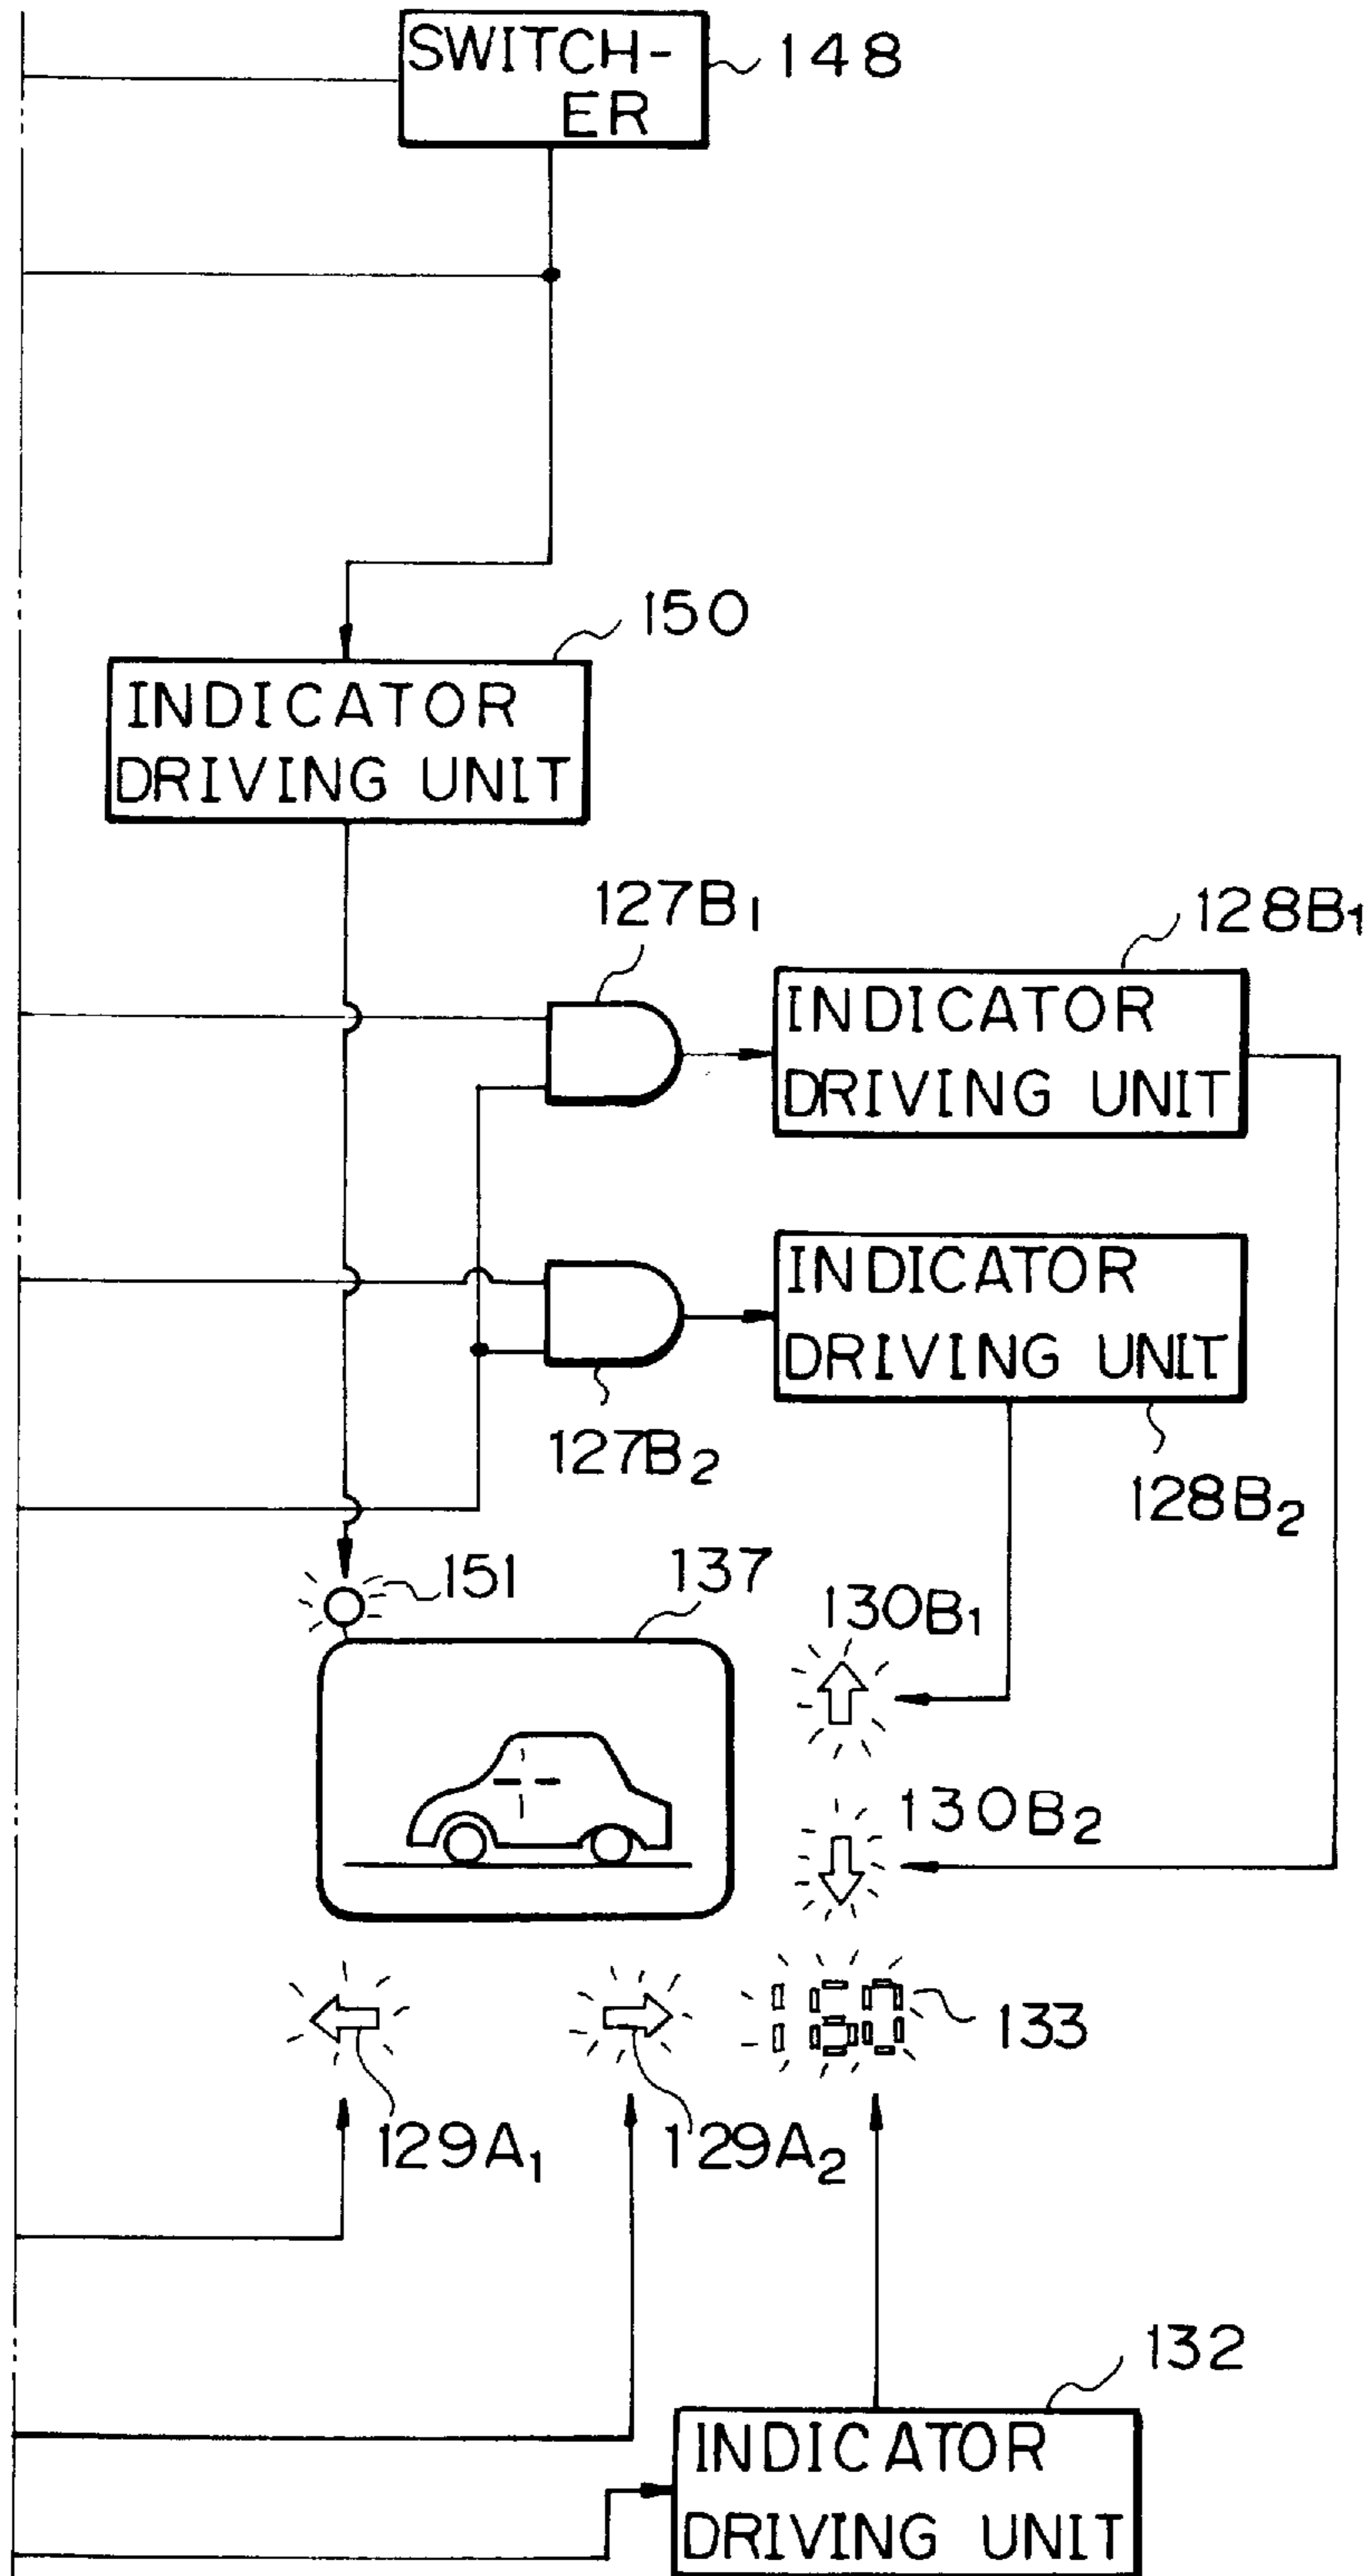 SWITCH-
ER
148
150
INDICATOR
DRIVING UNIT
127B₁
128B₁
INDICATOR
DRIVING UNIT
INDICATOR
DRIVING UNIT
127B₂
128B₂
151
137
130B₁
130B₂
160
133
129A₁
129A₂
132
INDICATOR
DRIVING UNIT